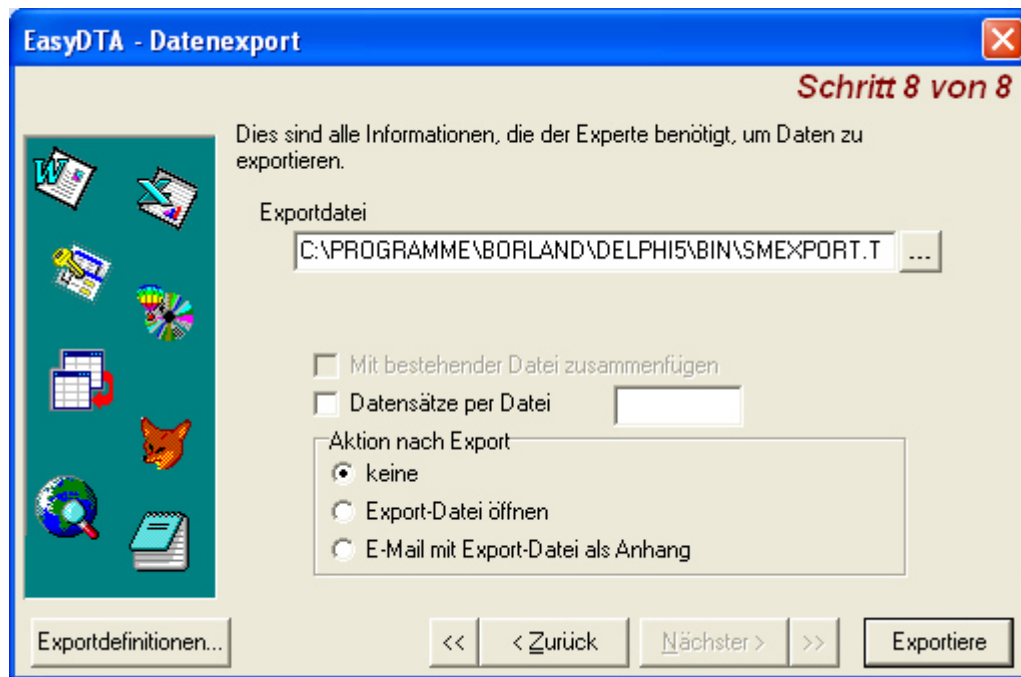 EasyDTA - Datenexport
Schritt 8 von 8
Dies sind alle Informationen, die der Experte benötigt, um Daten zu
exportieren.
Exportdatei
C:\PROGRAMME\BORLAND\DELPHI5\BIN\SMEXPORT.T
...
Mit bestehender Datei zusammenfügen
Datensätze per Datei
Aktion nach Export
keine
Export-Datei öffnen
E-Mail mit Export-Datei als Anhang
Exportdefinitionen... << < Zurück Nächster > >> Exportiere